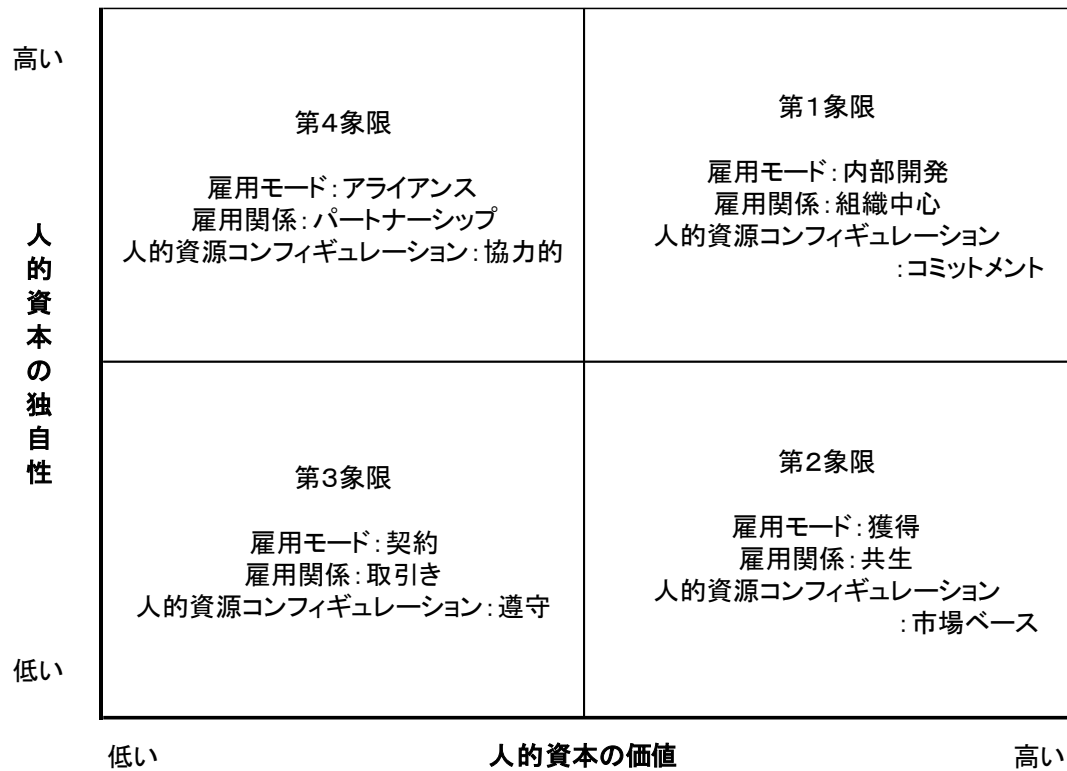 高い
第4象限
雇用モード:アライアンス
雇用関係:パートナーシップ
人的資源コンフィギュレーション:協力的
第1象限
雇用モード:内部開発
雇用関係:組織中心
人的資源コンフィギュレーション
:コミットメント
人的資本の独自性
第3象限
雇用モード:契約
雇用関係:取引き
人的資源コンフィギュレーション:遵守
第2象限
雇用モード:獲得
雇用関係:共生
人的資源コンフィギュレーション
:市場ベース
低い
低い
人的資本の価値
高い